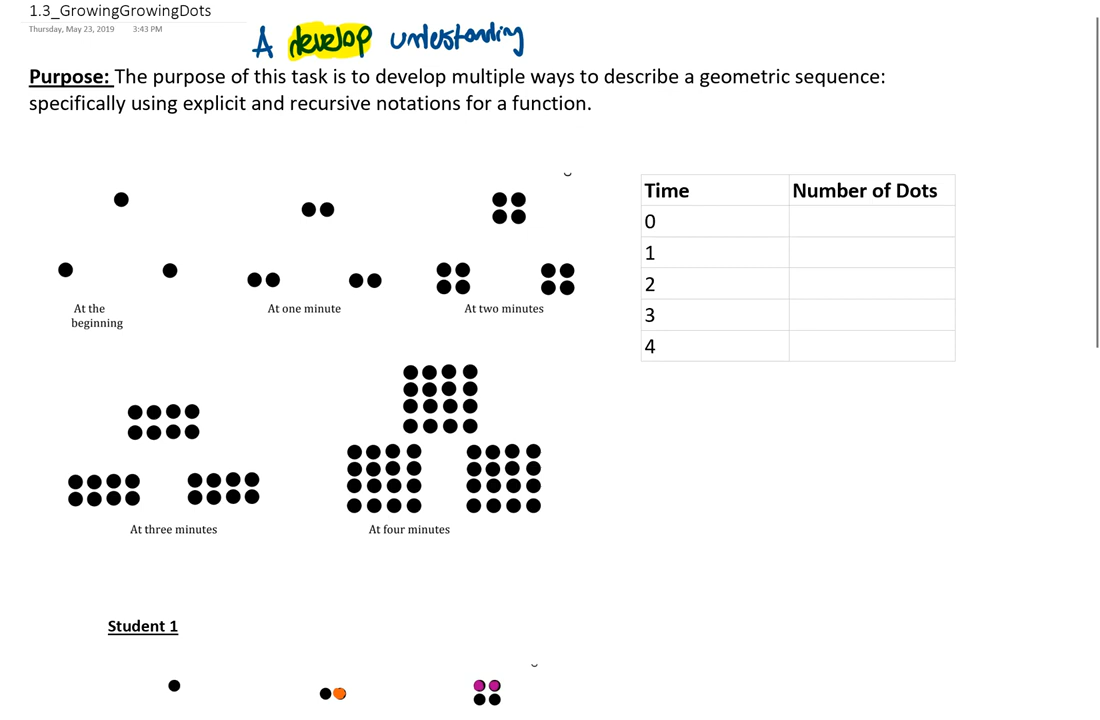 1.3_GrowingGrowingDots
Thursday, May 23, 2019 3:43 PM
A develop understanding
Purpose: The purpose of this task is to develop multiple ways to describe a geometric sequence:
specifically using explicit and recursive notations for a function.
Time Number of Dots
0
1
2
3
4
At the
beginning
At one minute
At two minutes
At three minutes
At four minutes
Student 1